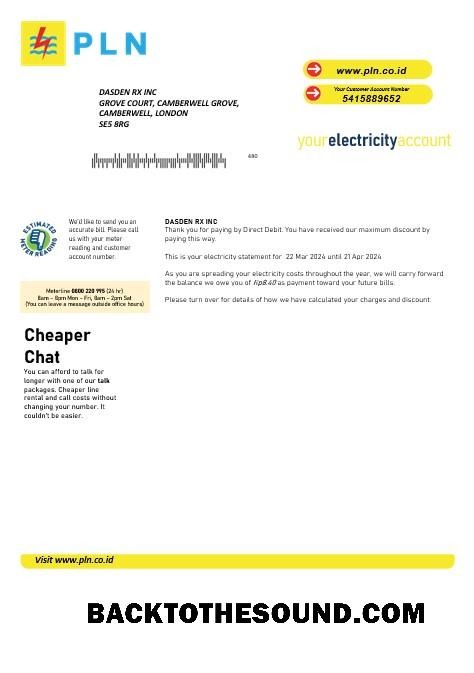 PLN
www.pln.co.id
Your Customer Account Number
5415889652
DASDEN RX INC
GROVE COURT, CAMBERWELL GROVE,
CAMBERWELL, LONDON
SE5 8RG
yourelectricityaccount
480
ESTIMATED
METER READING
We'd like to send you an
accurate bill. Please call
us with your meter
reading and customer
account number.
Meterline 0800 220 995 (24 hr)
8am – 8pm Mon – Fri, 8am – 2pm Sat
(You can leave a message outside office hours)
DASDEN RX INC
Thank you for paying by Direct Debit. You have received our maximum discount by
paying this way.
This is your electricity statement for 22 Mar 2024 until 21 Apr 2024
As you are spreading your electricity costs throughout the year, we will carry forward
the balance we owe you of Rp8.40 as payment toward your future bills.
Please turn over for details of how we have calculated your charges and discount
Cheaper
Chat
You can afford to talk for
longer with one of our talk
packages. Cheaper line
rental and call costs without
changing your number. It
couldn't be easier.
Visit www.pln.co.id
BACKTOTHESOUND.COM